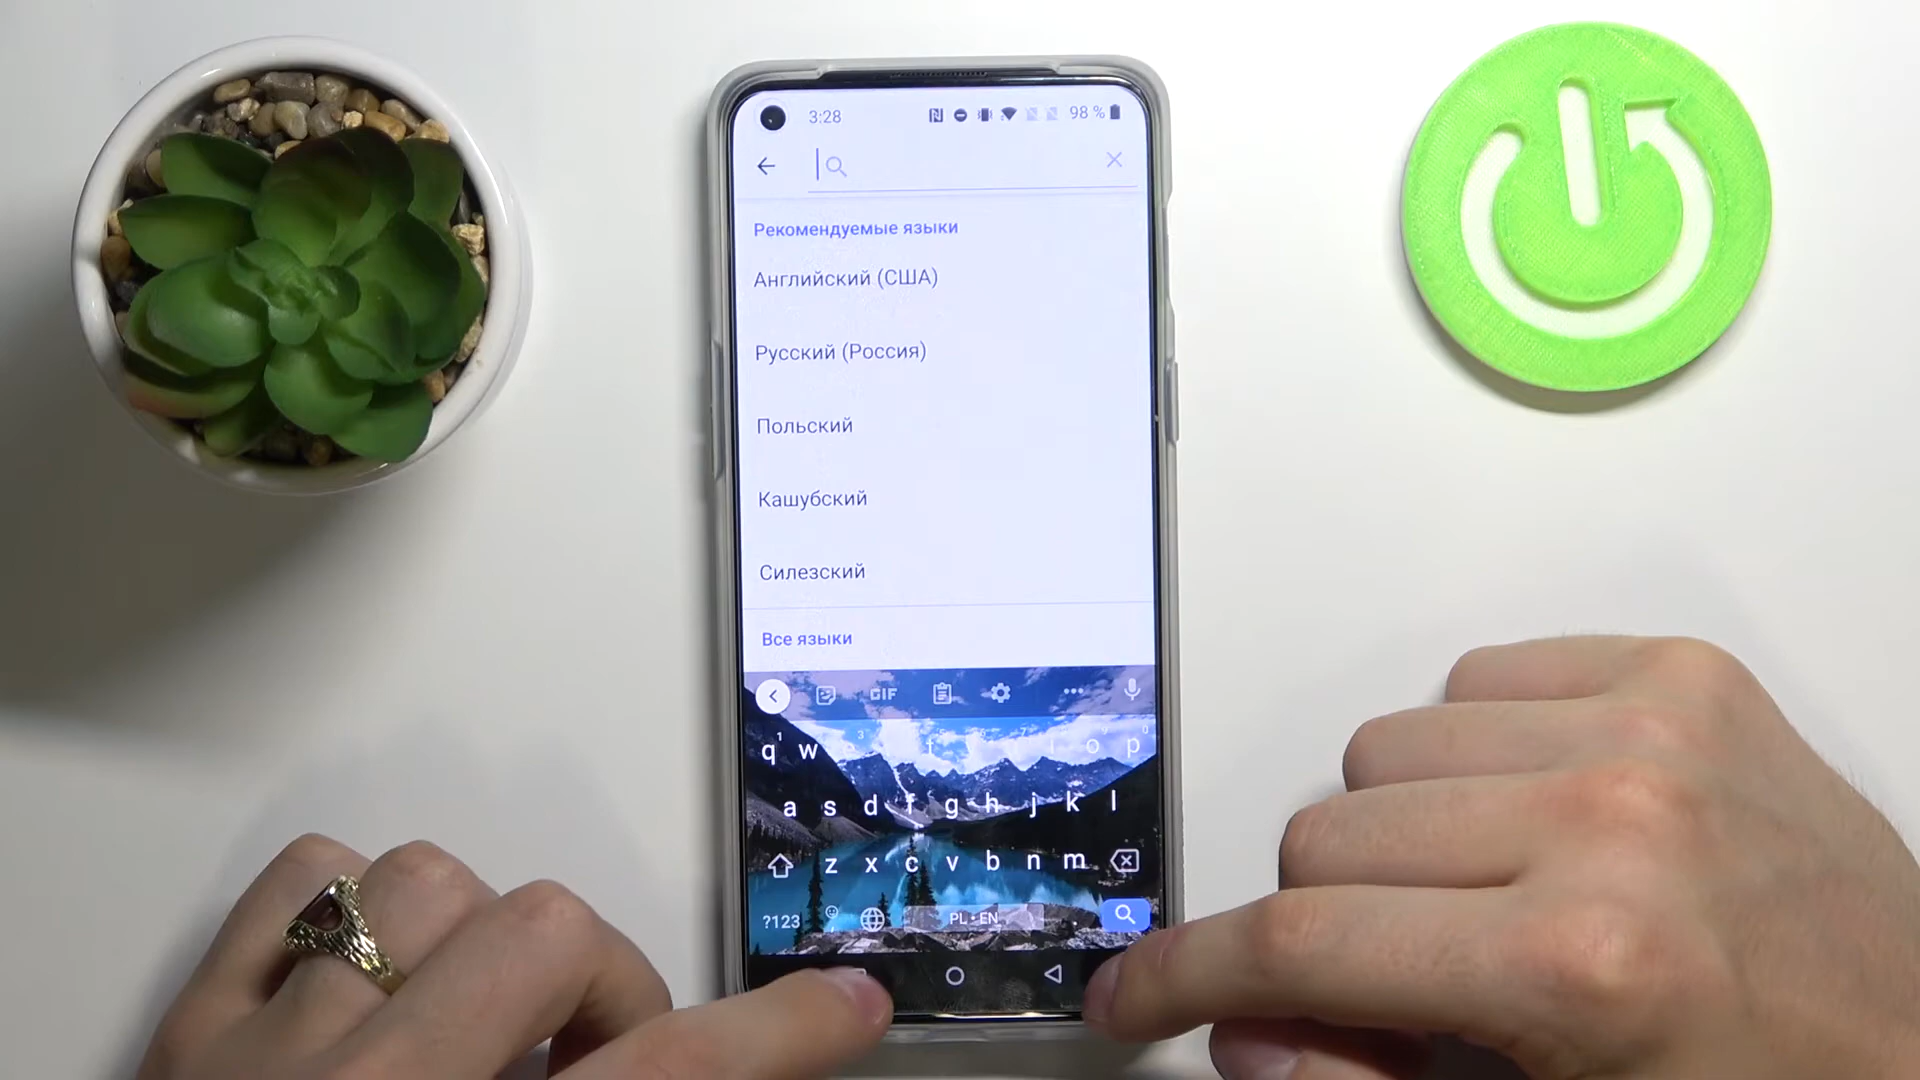 3:28 98 %
Рекомендуемые языки
Английский (США)
Русский (Россия)
Польский
Кашубский
Силезский
Все языки
GIF
q w t i o p
a s d f g h j k l
z x c v b n m
?123 PL • EN